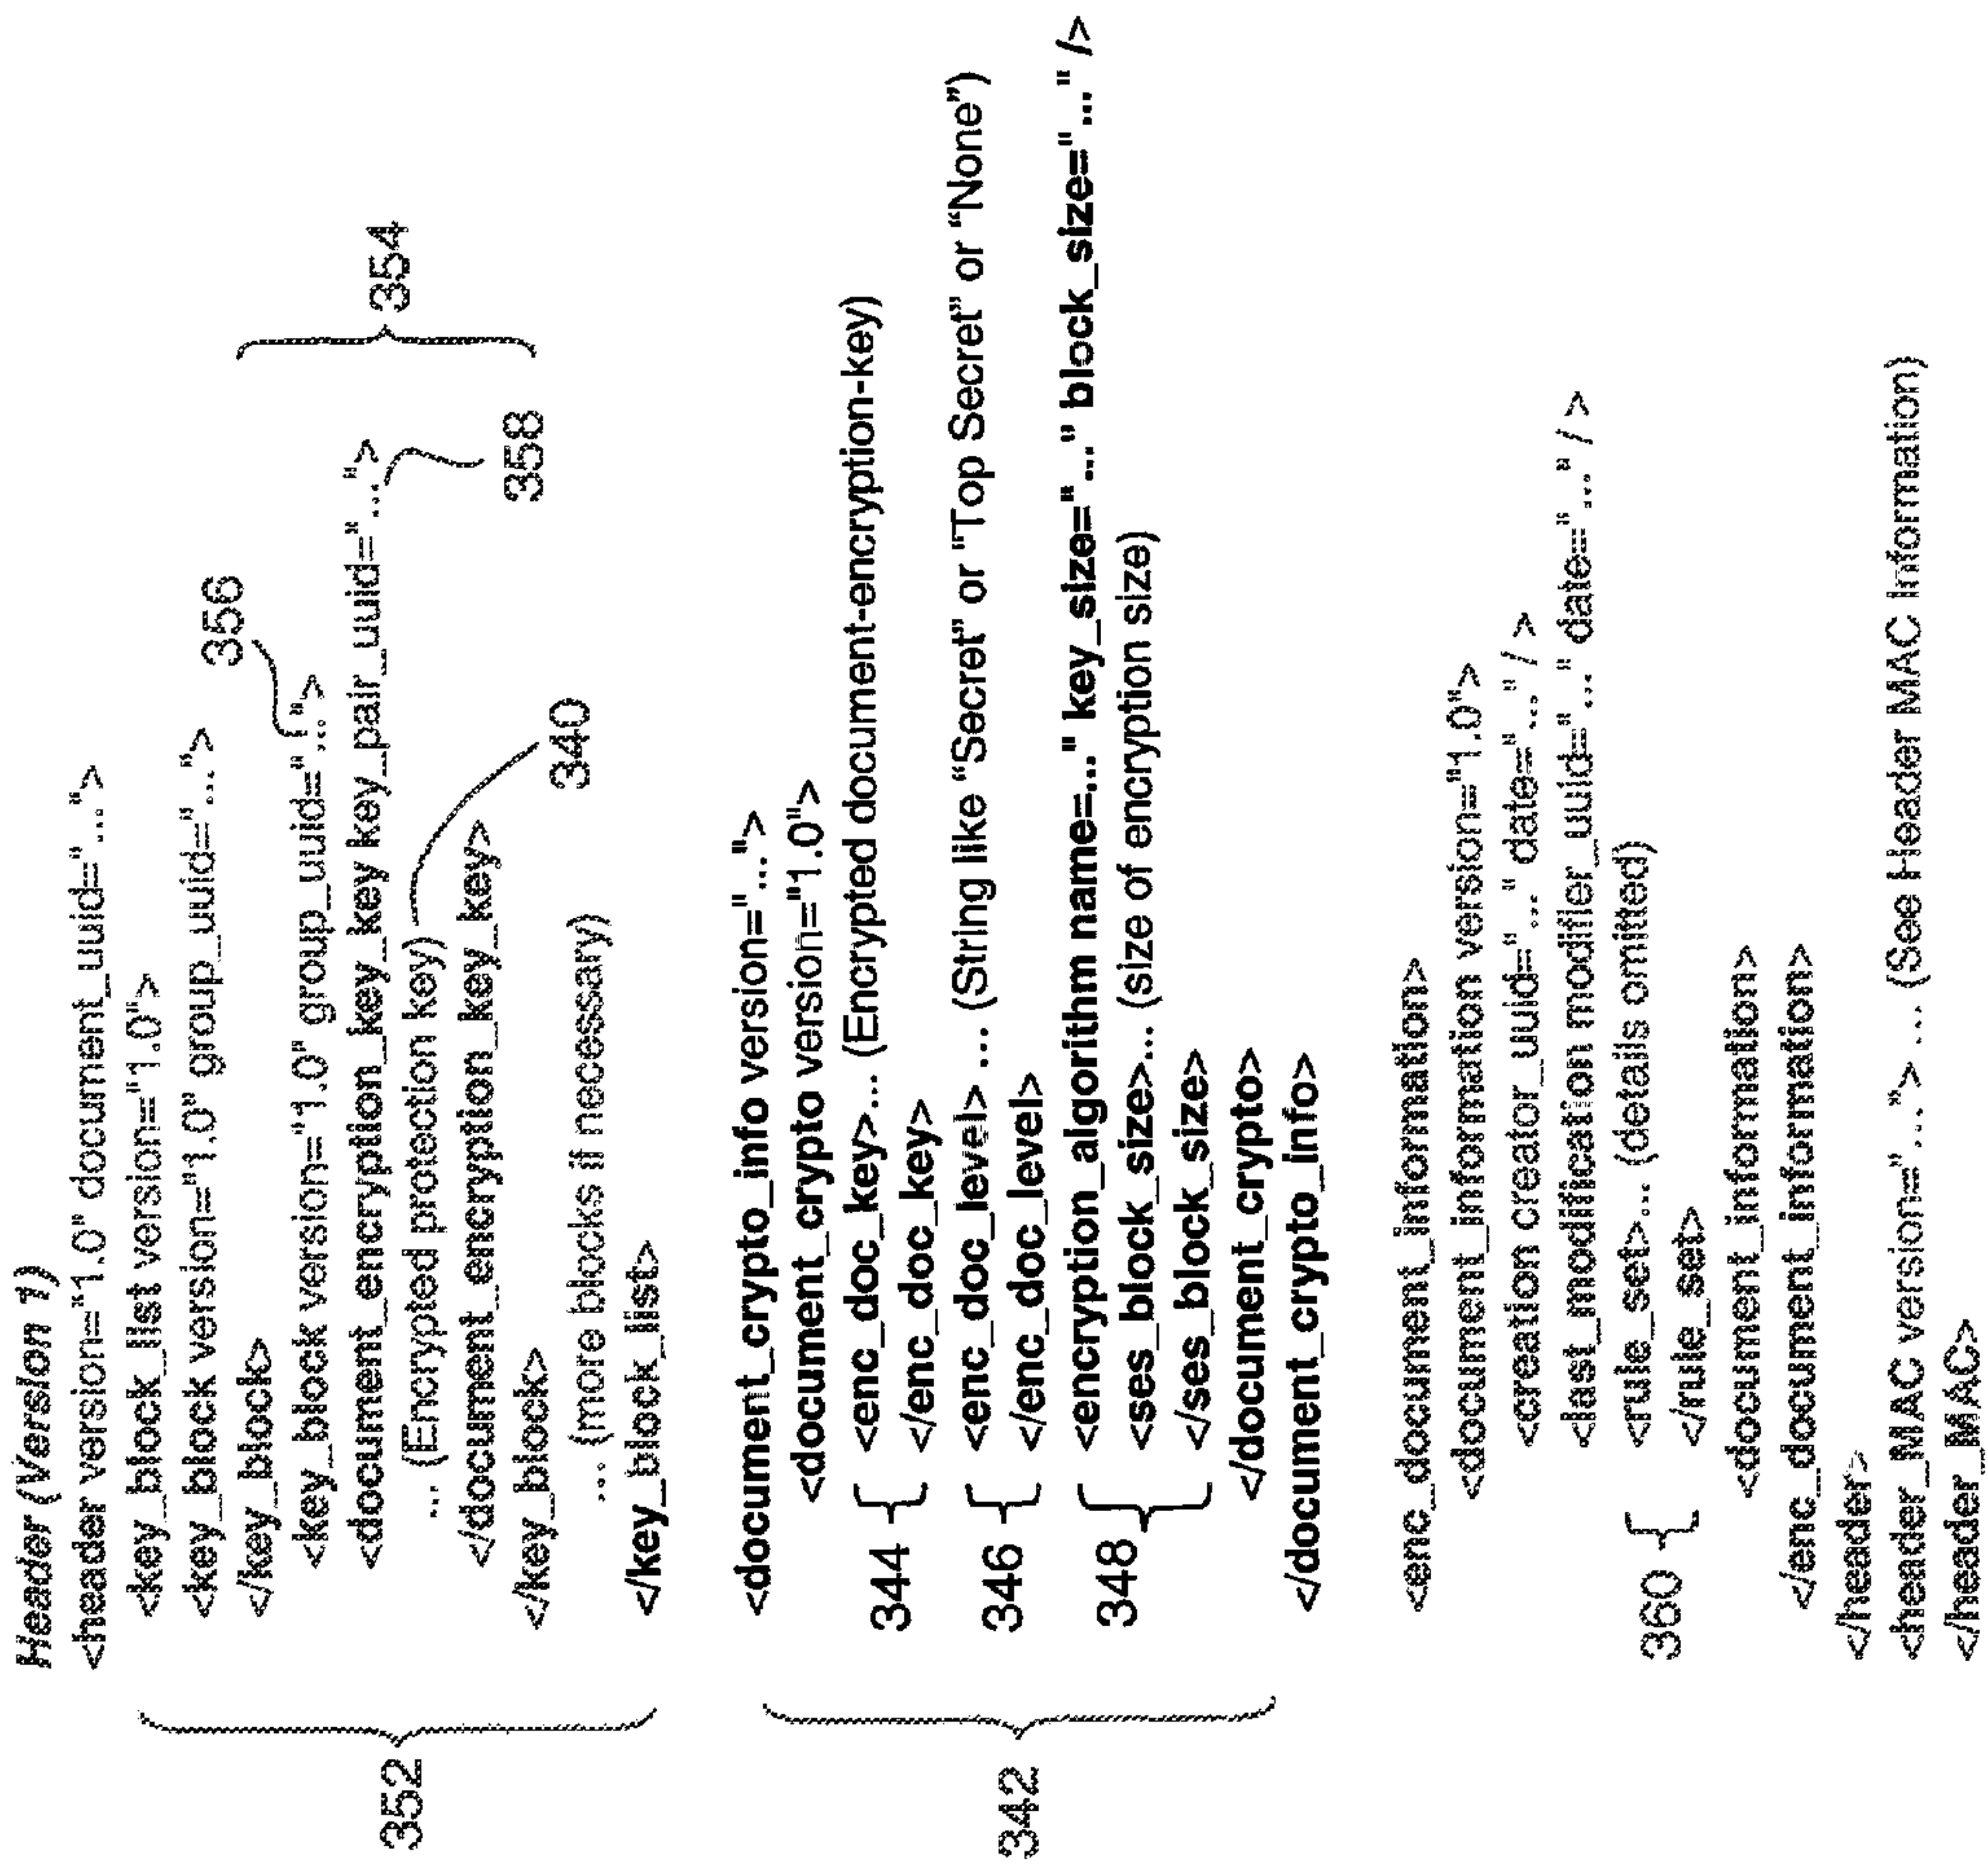 Header (Version 1)
<header version="1.0" document_uuid="...">
<key_block_list version="1.0">
<key_block version="1.0" group_uuid="...">
</key_block>
<key_block version="1.0" group_uuid="...">
356
<document_encryption_key_key key_pair_uuid="...">
358
354
... (Encrypted protection key)
340
</document_encryption_key_key>
</key_block>
... (more blocks if necessary)
</key_block_list>
352
<document_crypto_info version="...">
<document_crypto version="1.0">
344
<enc_doc_key>... (Encrypted document-encryption-key)
</enc_doc_key>
346
<enc_doc_level> ... (String like "Secret" or "Top Secret" or "None")
</enc_doc_level>
348
<encryption_algorithm name=..." key_size="..." block_size="..." />
<ses_block_size>... (size of encryption size)
</ses_block_size>
</document_crypto>
</document_crypto_info>
342
<enc_document_information>
<document_information version="1.0">
<creation creator_uuid="..." date="..." / >
<last_modification modifier_uuid="..." date="..." / >
360
<rule_set>... (details omitted)
</rule_set>
<document_information>
</enc_document_information>
</header>
<header_MAC version="..."> ... (See Header MAC Information)
</header_MAC>